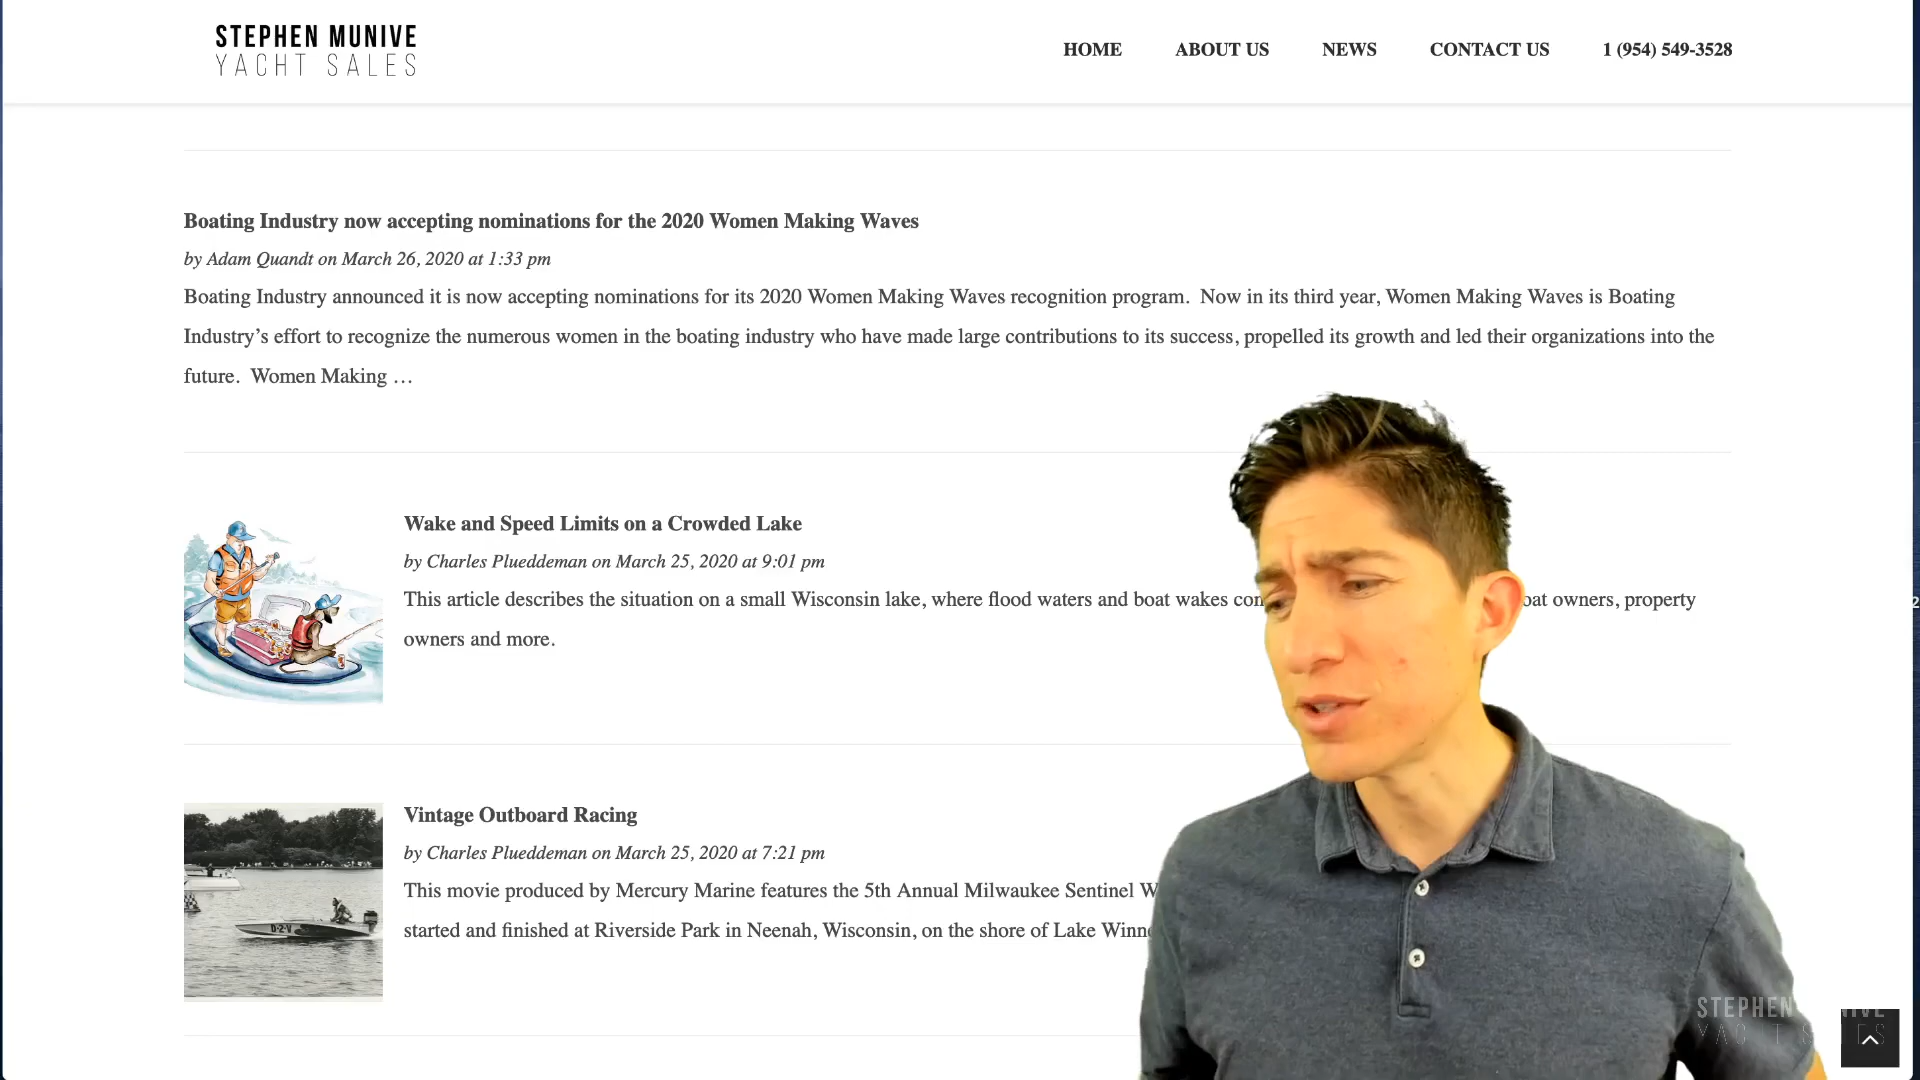 STEPHEN MUNIVE
YACHT SALES
HOME ABOUT US NEWS CONTACT US 1 (954) 549-3528
Boating Industry now accepting nominations for the 2020 Women Making Waves
by Adam Quandt on March 26, 2020 at 1:33 pm
Boating Industry announced it is now accepting nominations for its 2020 Women Making Waves recognition program.  Now in its third year, Women Making Waves is Boating
Industry’s effort to recognize the numerous women in the boating industry who have made large contributions to its success, propelled its growth and led their organizations into the
future.  Women Making …
Wake and Speed Limits on a Crowded Lake
by Charles Plueddeman on March 25, 2020 at 9:01 pm
This article describes the situation on a small Wisconsin lake, where flood waters and boat wakes con oat owners, property
owners and more.
Vintage Outboard Racing
by Charles Plueddeman on March 25, 2020 at 7:21 pm
This movie produced by Mercury Marine features the 5th Annual Milwaukee Sentinel W
started and finished at Riverside Park in Neenah, Wisconsin, on the shore of Lake Winn
D-2-V
STEPHEN